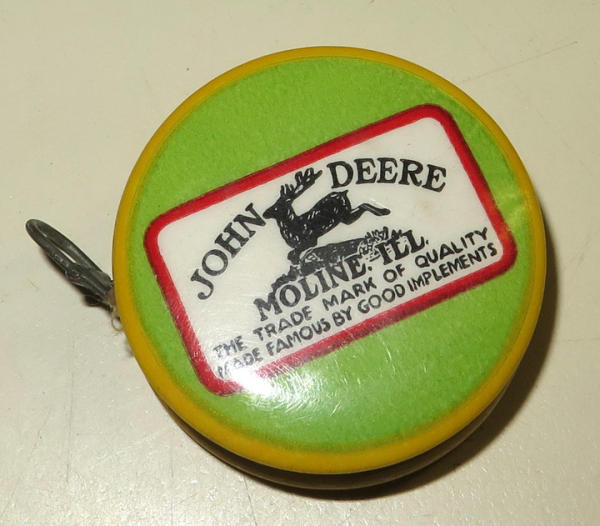 JOHN DEERE
MOLINE, ILL.
THE TRADE MARK OF QUALITY
MADE FAMOUS BY GOOD IMPLEMENTS